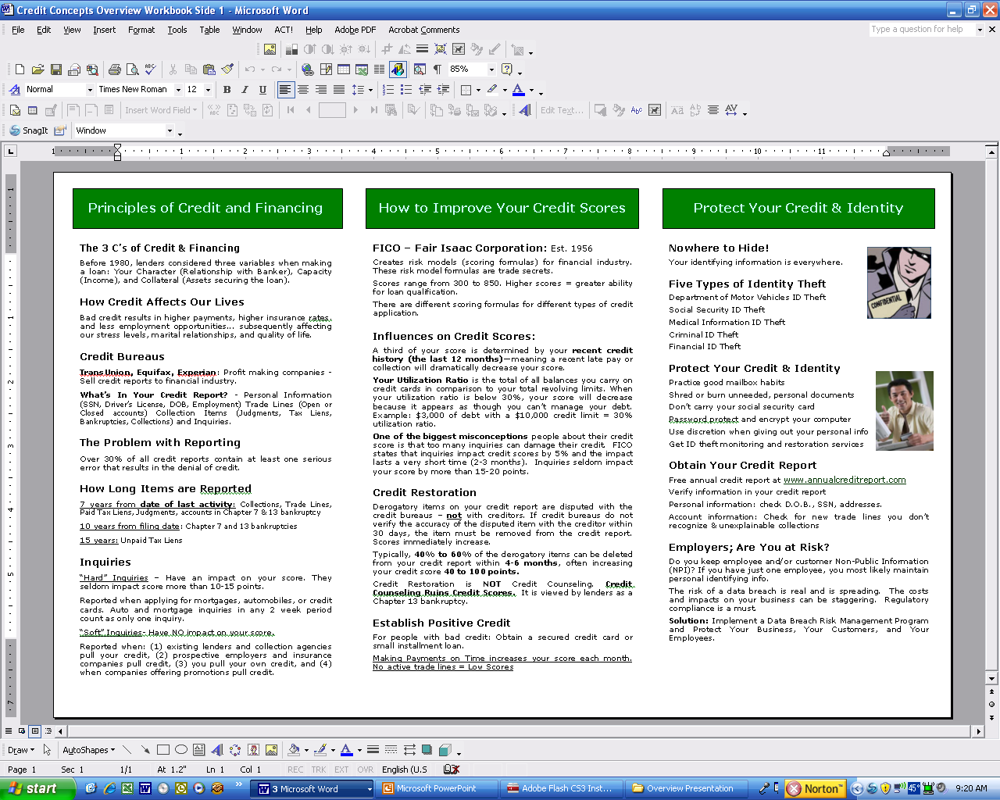 Credit Concepts Overview Workbook Side 1 - Microsoft Word
File Edit View Insert Format Tools Table Window ACT! Help Adobe PDF Acrobat Comments
Type a question for help
85%
Normal Times New Roman 12 B I U
Insert Word Field Edit Text...
SnagIt Window
1 1 2 3 4 5 6 7 8 9 10 11
Principles of Credit and Financing
The 3 C's of Credit & Financing
Before 1980, lenders considered three variables when making
a loan: Your Character (Relationship with Banker), Capacity
(Income), and Collateral (Assets securing the loan).
How Credit Affects Our Lives
Bad credit results in higher payments, higher insurance rates,
and less employment opportunities... subsequently affecting
our stress levels, marital relationships, and quality of life.
Credit Bureaus
TransUnion, Equifax, Experian: Profit making companies -
Sell credit reports to financial industry.
What's In Your Credit Report? - Personal Information
(SSN, Driver's License, DOB, Employment) Trade Lines (Open or
Closed accounts) Collection Items (Judgments, Tax Liens,
Bankruptcies, Collections) and Inquiries.
The Problem with Reporting
Over 30% of all credit reports contain at least one serious
error that results in the denial of credit.
How Long Items are Reported
7 years from date of last activity: Collections, Trade Lines,
Paid Tax Liens, Judgments, accounts in Chapter 7 & 13 bankruptcy
10 years from filing date: Chapter 7 and 13 bankruptcies
15 years: Unpaid Tax Liens
Inquiries
"Hard" Inquiries – Have an impact on your score. They
seldom impact score more than 10-15 points.
Reported when applying for mortgages, automobiles, or credit
cards. Auto and mortgage inquiries in any 2 week period
count as only one inquiry.
"Soft" Inquiries- Have NO impact on your score.
Reported when: (1) existing lenders and collection agencies
pull your credit, (2) prospective employers and insurance
companies pull credit, (3) you pull your own credit, and (4)
when companies offering promotions pull credit.
How to Improve Your Credit Scores
FICO – Fair Isaac Corporation: Est. 1956
Creates risk models (scoring formulas) for financial industry.
These risk model formulas are trade secrets.
Scores range from 300 to 850. Higher scores = greater ability
for loan qualification.
There are different scoring formulas for different types of credit
application.
Influences on Credit Scores:
A third of your score is determined by your recent credit
history (the last 12 months)—meaning a recent late pay or
collection will dramatically decrease your score.
Your Utilization Ratio is the total of all balances you carry on
credit cards in comparison to your total revolving limits. When
your utilization ratio is below 30%, your score will decrease
because it appears as though you can't manage your debt.
Example: $3,000 of debt with a $10,000 credit limit = 30%
utilization ratio.
One of the biggest misconceptions people about their credit
score is that too many inquiries can damage their credit. FICO
states that inquiries impact credit scores by 5% and the impact
lasts a very short time (2-3 months). Inquiries seldom impact
your score by more than 15-20 points.
Credit Restoration
Derogatory items on your credit report are disputed with the
credit bureaus – not with creditors. If credit bureaus do not
verify the accuracy of the disputed item with the creditor within
30 days, the item must be removed from the credit report.
Scores immediately increase.
Typically, 40% to 60% of the derogatory items can be deleted
from your credit report within 4-6 months, often increasing
your credit score 40 to 100 points.
Credit Restoration is NOT Credit Counseling. Credit
Counseling Ruins Credit Scores. It is viewed by lenders as a
Chapter 13 bankruptcy.
Establish Positive Credit
For people with bad credit: Obtain a secured credit card or
small installment loan.
Making Payments on Time increases your score each month.
No active trade lines = Low Scores
Protect Your Credit & Identity
Nowhere to Hide!
Your identifying information is everywhere.
CONFIDENTIAL
Five Types of Identity Theft
Department of Motor Vehicles ID Theft
Social Security ID Theft
Medical Information ID Theft
Criminal ID Theft
Financial ID Theft
Protect Your Credit & Identity
Practice good mailbox habits
Shred or burn unneeded, personal documents
Don't carry your social security card
Password protect and encrypt your computer
Use discretion when giving out your personal info
Get ID theft monitoring and restoration services
Obtain Your Credit Report
Free annual credit report at www.annualcreditreport.com
Verify information in your credit report
Personal information: check D.O.B., SSN, addresses.
Account information: Check for new trade lines you don't
recognize & unexplainable collections
Employers; Are You at Risk?
Do you keep employee and/or customer Non-Public Information
(NPI)? If you have just one employee, you most likely maintain
personal identifying info.
The risk of a data breach is real and is spreading. The costs
and impacts on your business can be staggering. Regulatory
compliance is a must.
Solution: Implement a Data Breach Risk Management Program
and Protect Your Business, Your Customers, and Your
Employees.
Draw AutoShapes
Page 1 Sec 1 1/1 At 1.2" Ln 1 Col 1 REC TRK EXT OVR English (U.S
start 3 Microsoft Word Microsoft PowerPoint Adobe Flash CS3 Inst... Overview Presentation Norton 45° 9:20 AM